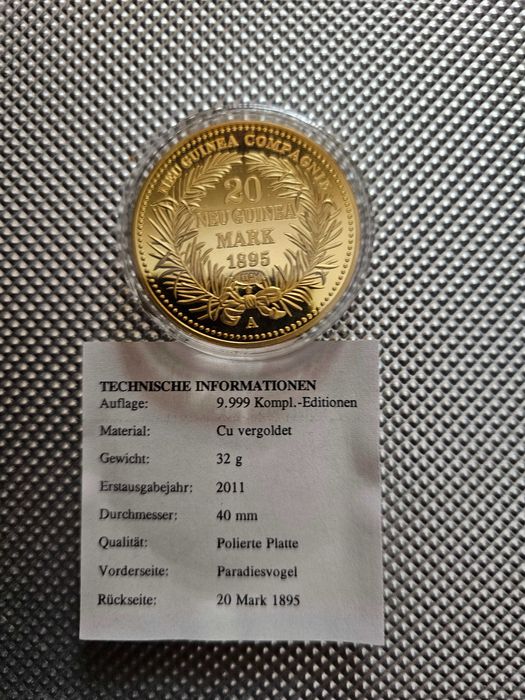 NEU GUINEA COMPAGNIE
20
NEU GUINEA
MARK
1895
A
TECHNISCHE INFORMATIONEN
Auflage: 9.999 Kompl.-Editionen
Material: Cu vergoldet
Gewicht: 32 g
Erstausgabejahr: 2011
Durchmesser: 40 mm
Qualität: Polierte Platte
Vorderseite: Paradiesvogel
Rückseite: 20 Mark 1895